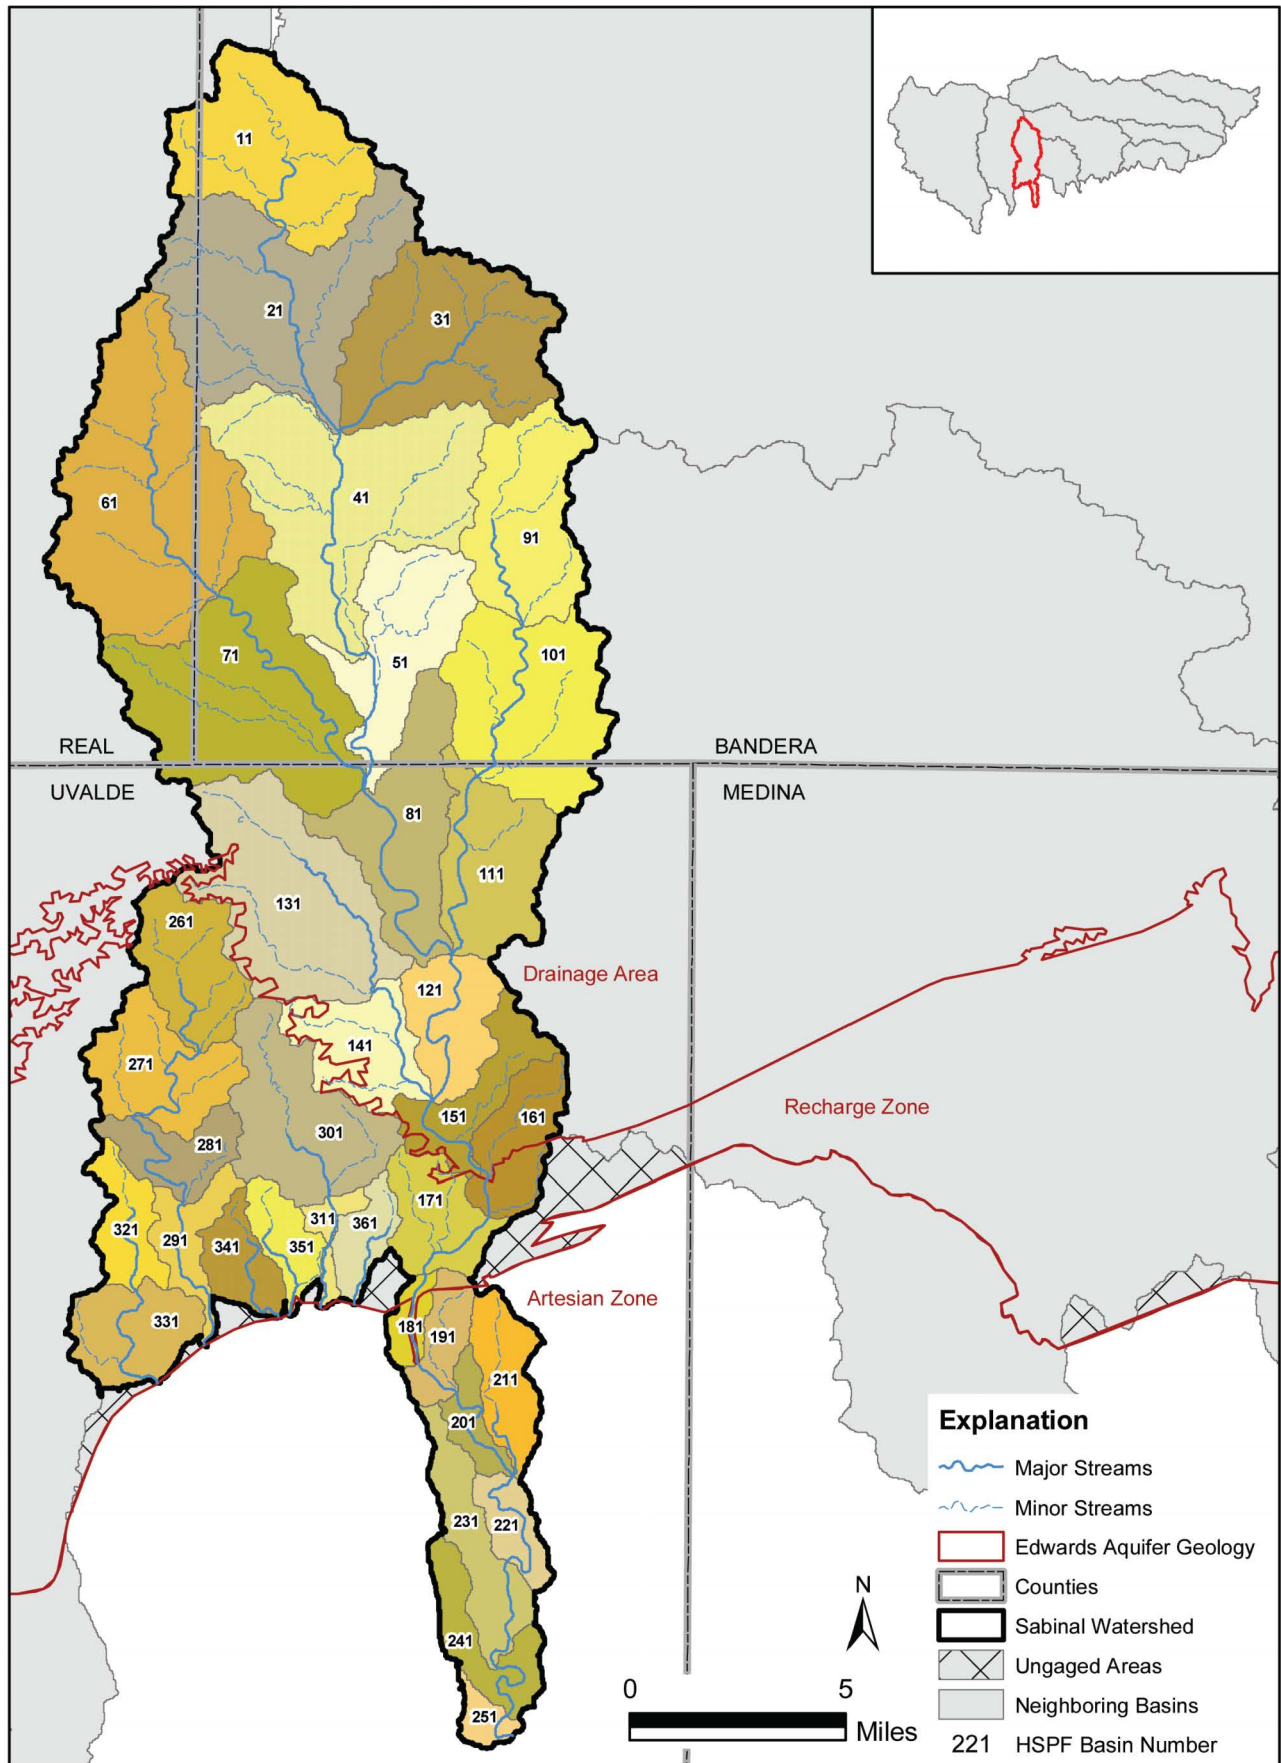 11
21
31
61
41
91
71
51
101
REAL
BANDERA
UVALDE
MEDINA
81
111
131
261
Drainage Area
121
141
271
151
161
Recharge Zone
301
281
171
321
291
341
351
311
361
Artesian Zone
331
181
191
211
201
231
221
241
251
Explanation
Major Streams
Minor Streams
Edwards Aquifer Geology
Counties
Sabinal Watershed
Ungaged Areas
Neighboring Basins
221 HSPF Basin Number
N
0 5
Miles